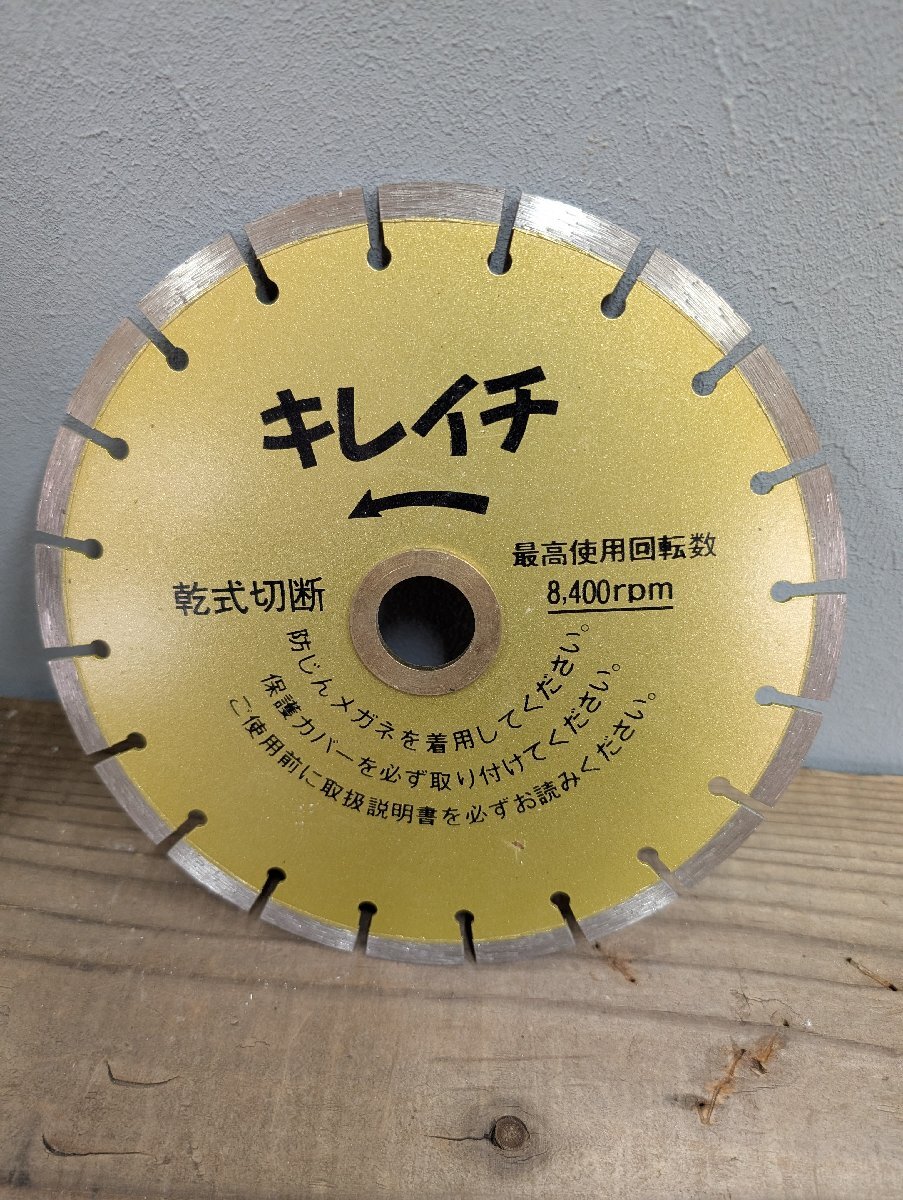 キレイチ
最高使用回転数
8,400rpm
乾式切断
防じんメガネを着用してください。
保護カバーを必ず取り付けてください。
ご使用前に取扱説明書を必ずお読みください。